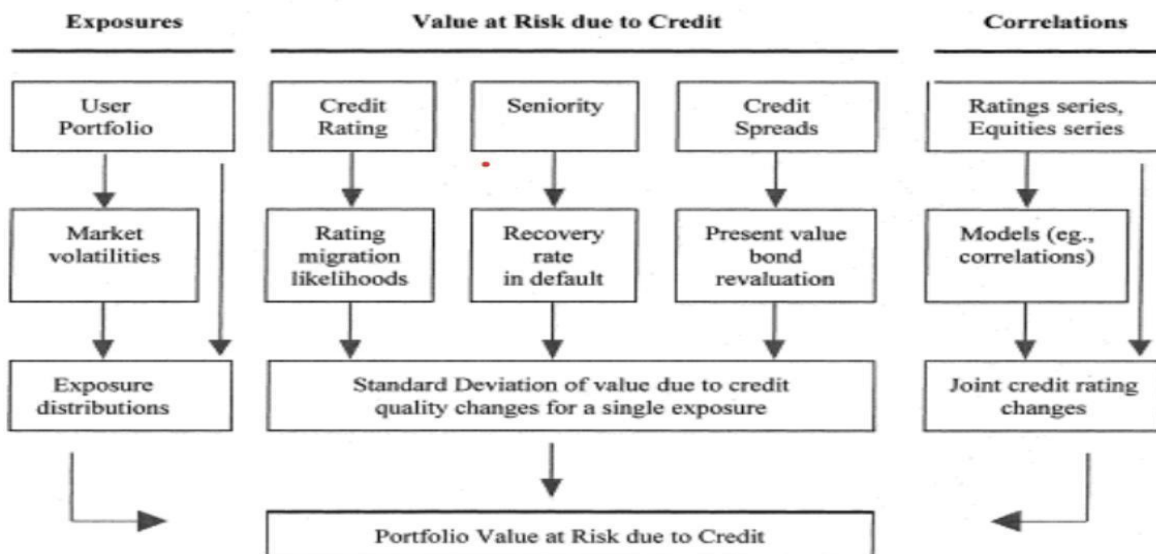 Exposures
Value at Risk due to Credit
Correlations
User
Portfolio
Credit
Rating
Seniority
Credit
Spreads
Ratings series,
Equities series
Market
volatilities
Rating
migration
likelihoods
Recovery
rate
in default
Present value
bond
revaluation
Models (eg.,
correlations)
Exposure
distributions
Standard Deviation of value due to credit
quality changes for a single exposure
Joint credit rating
changes
Portfolio Value at Risk due to Credit